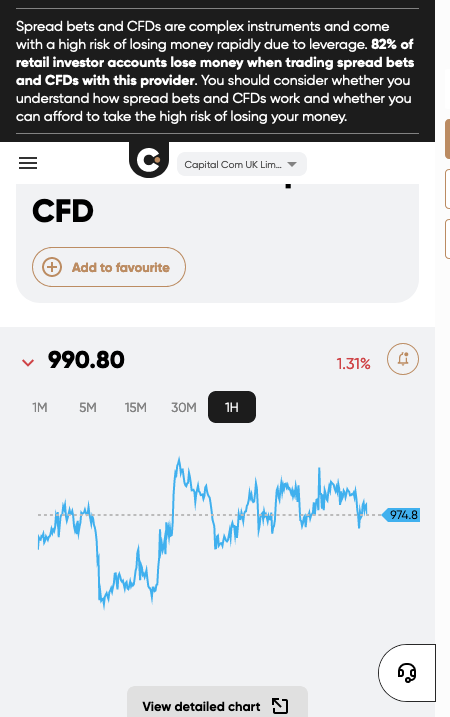 Spread bets and CFDs are complex instruments and come
with a high risk of losing money rapidly due to leverage. 82% of
retail investor accounts lose money when trading spread bets
and CFDs with this provider. You should consider whether you
understand how spread bets and CFDs work and whether you
can afford to take the high risk of losing your money.
Capital Com UK Lim...
CFD
Add to favourite
990.80
1.31%
1M 5M 15M 30M 1H
974.8
View detailed chart